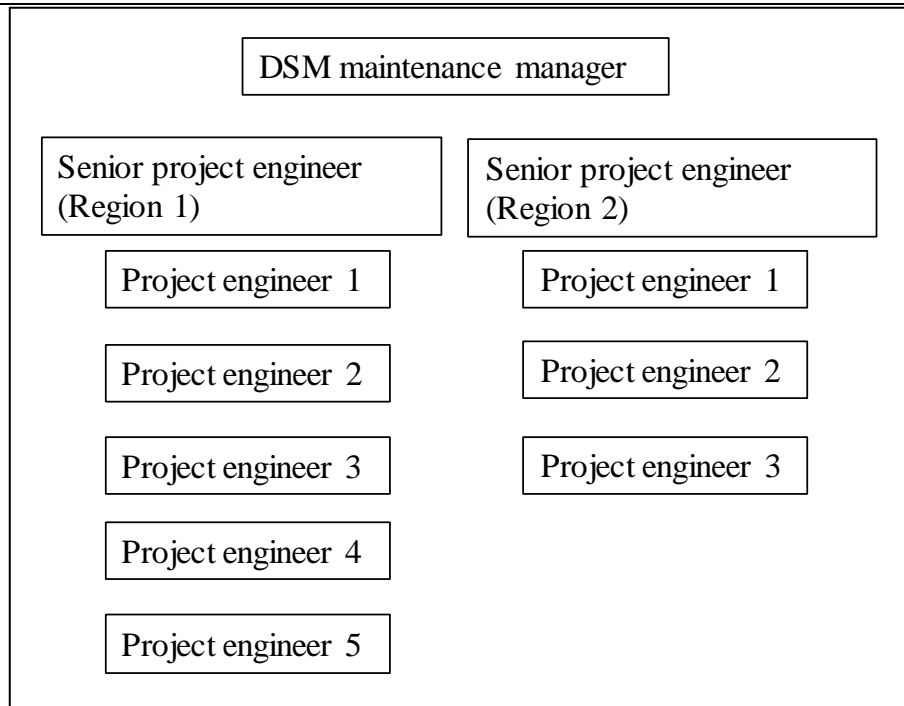 DSM maintenance manager
Senior project engineer
(Region 1)
Project engineer 1
Project engineer 2
Project engineer 3
Project engineer 4
Project engineer 5
Senior project engineer
(Region 2)
Project engineer 1
Project engineer 2
Project engineer 3